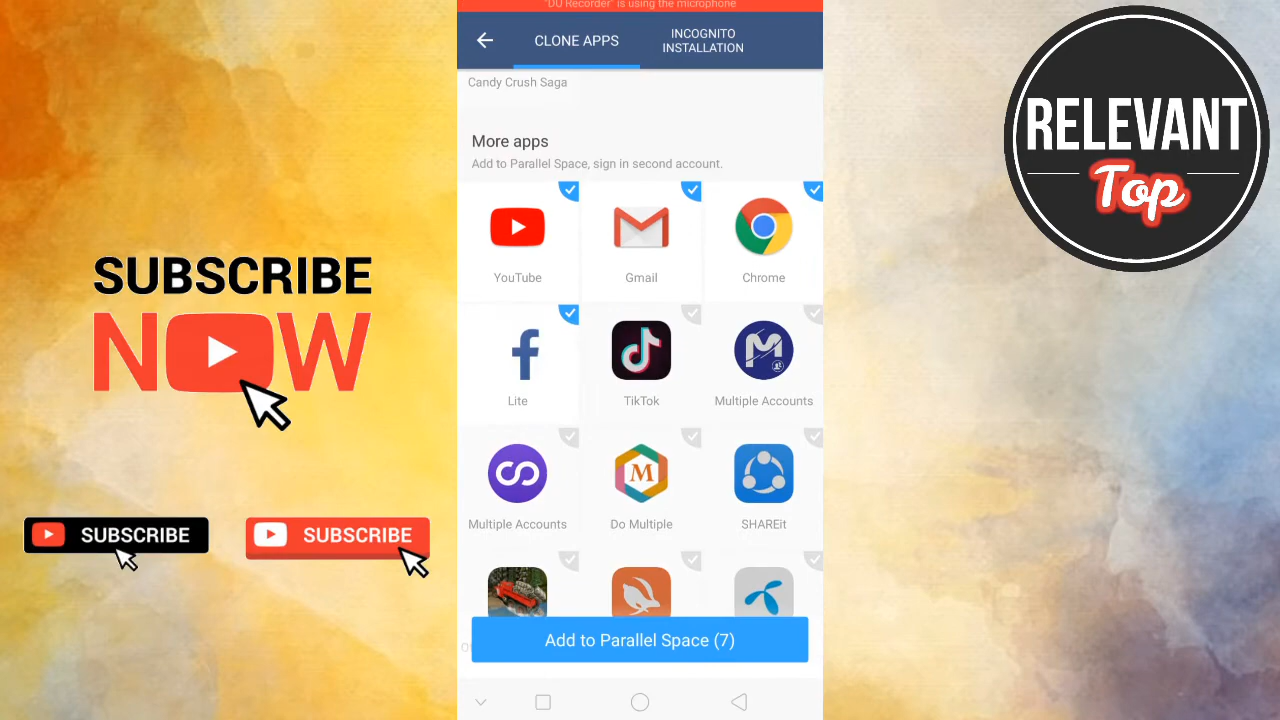 "DU Recorder" is using the microphone
CLONE APPS
INCOGNITO
INSTALLATION
Candy Crush Saga
More apps
Add to Parallel Space, sign in second account.
YouTube
Gmail
Chrome
Lite
TikTok
Multiple Accounts
Multiple Accounts
M
Do Multiple
SHAREit
Add to Parallel Space (7)
SUBSCRIBE
NOW
SUBSCRIBE
SUBSCRIBE
RELEVANT
Top